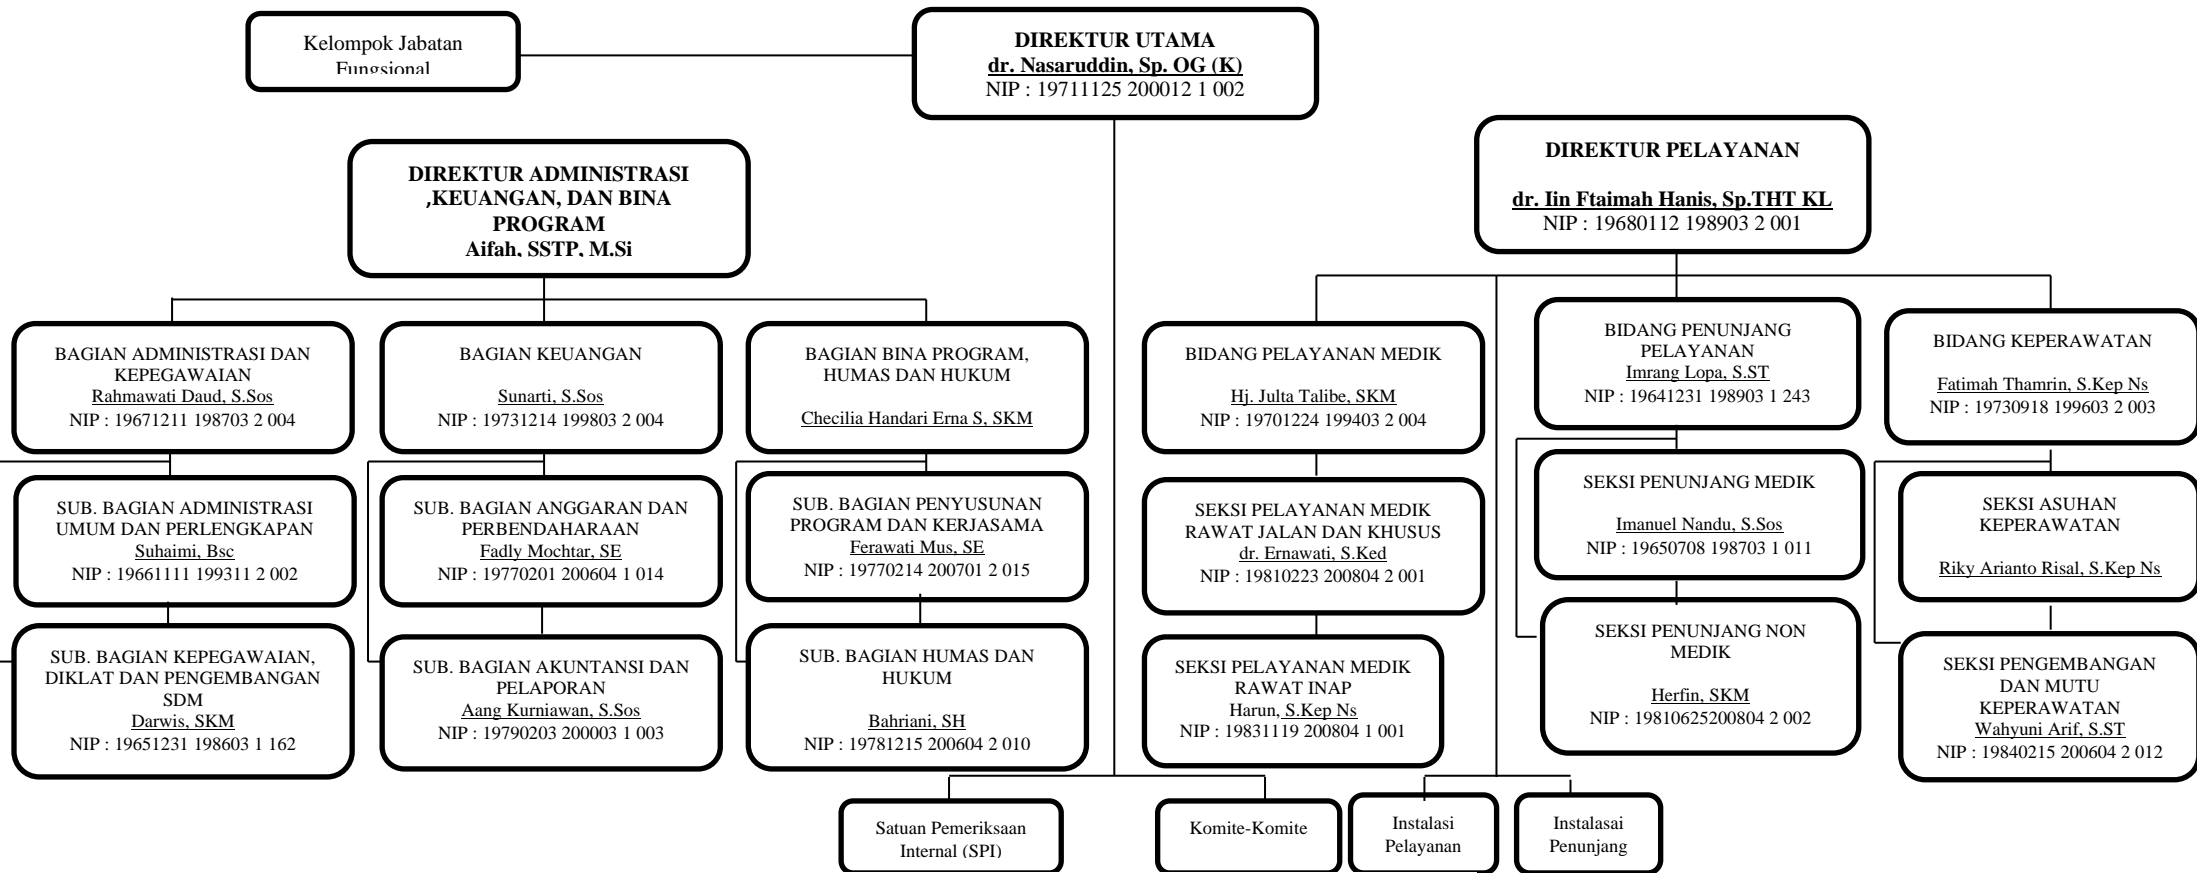 Kelompok Jabatan
Fungsional
DIREKTUR UTAMA
dr. Nasaruddin, Sp. OG (K)
NIP : 19711125 200012 1 002
DIREKTUR ADMINISTRASI
,KEUANGAN, DAN BINA
PROGRAM
Aifah, SSTP, M.Si
DIREKTUR PELAYANAN
dr. Iin Ftaimah Hanis, Sp.THT KL
NIP : 19680112 198903 2 001
BAGIAN ADMINISTRASI DAN
KEPEGAWAIAN
Rahmawati Daud, S.Sos
NIP : 19671211 198703 2 004
BAGIAN KEUANGAN
Sunarti, S.Sos
NIP : 19731214 199803 2 004
BAGIAN BINA PROGRAM,
HUMAS DAN HUKUM
Checilia Handari Erna S, SKM
BIDANG PELAYANAN MEDIK
Hj. Julta Talibe, SKM
NIP : 19701224 199403 2 004
BIDANG PENUNJANG
PELAYANAN
Imrang Lopa, S.ST
NIP : 19641231 198903 1 243
BIDANG KEPERAWATAN
Fatimah Thamrin, S.Kep Ns
NIP : 19730918 199603 2 003
SUB. BAGIAN ADMINISTRASI
UMUM DAN PERLENGKAPAN
Suhaimi, Bsc
NIP : 19661111 199311 2 002
SUB. BAGIAN ANGGARAN DAN
PERBENDAHARAAN
Fadly Mochtar, SE
NIP : 19770201 200604 1 014
SUB. BAGIAN PENYUSUNAN
PROGRAM DAN KERJASAMA
Ferawati Mus, SE
NIP : 19770214 200701 2 015
SEKSI PELAYANAN MEDIK
RAWAT JALAN DAN KHUSUS
dr. Ernawati, S.Ked
NIP : 19810223 200804 2 001
SEKSI PENUNJANG MEDIK
Imanuel Nandu, S.Sos
NIP : 19650708 198703 1 011
SEKSI ASUHAN
KEPERAWATAN
Riky Arianto Risal, S.Kep Ns
SUB. BAGIAN KEPEGAWAIAN,
DIKLAT DAN PENGEMBANGAN
SDM
Darwis, SKM
NIP : 19651231 198603 1 162
SUB. BAGIAN AKUNTANSI DAN
PELAPORAN
Aang Kurniawan, S.Sos
NIP : 19790203 200003 1 003
SUB. BAGIAN HUMAS DAN
HUKUM
Bahriani, SH
NIP : 19781215 200604 2 010
SEKSI PELAYANAN MEDIK
RAWAT INAP
Harun, S.Kep Ns
NIP : 19831119 200804 1 001
SEKSI PENUNJANG NON
MEDIK
Herfin, SKM
NIP : 19810625200804 2 002
SEKSI PENGEMBANGAN
DAN MUTU
KEPERAWATAN
Wahyuni Arif, S.ST
NIP : 19840215 200604 2 012
Satuan Pemeriksaan
Internal (SPI)
Komite-Komite
Instalasi
Pelayanan
Instalasai
Penunjang